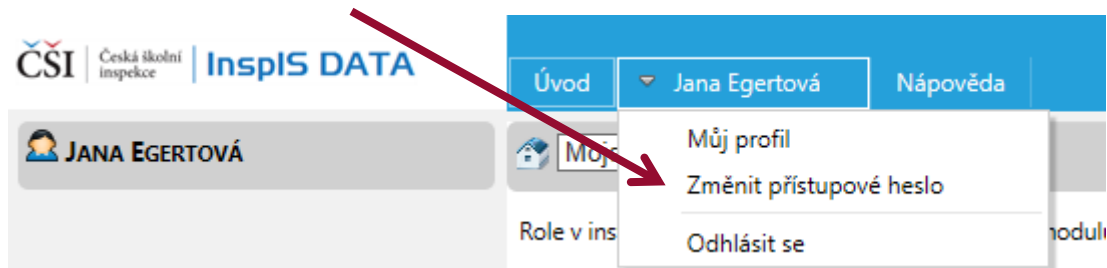 ČŠI Česká školní inspekce InspIS DATA
Úvod Jana Egertová Nápověda
JANA EGERTOVÁ
Můj profil
Změnit přístupové heslo
Role v ins
Odhlásit se